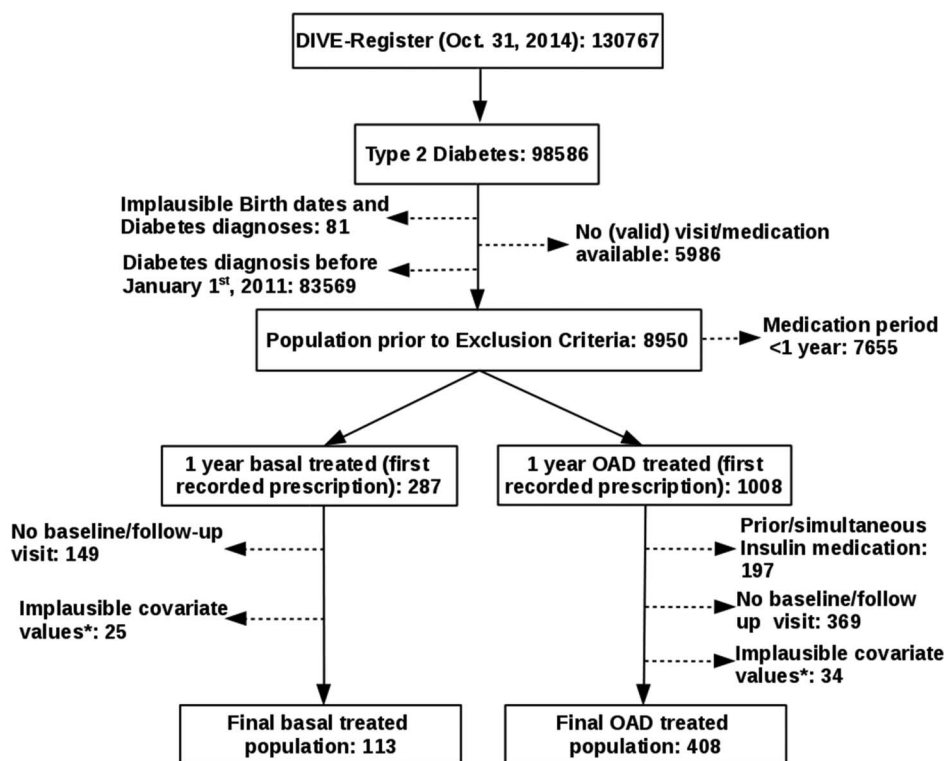 DIVE-Register (Oct. 31, 2014): 130767
Type 2 Diabetes: 98586
Implausible Birth dates and
Diabetes diagnoses: 81
No (valid) visit/medication
available: 5986
Diabetes diagnosis before
January 1st, 2011: 83569
Population prior to Exclusion Criteria: 8950
Medication period
<1 year: 7655
1 year basal treated (first
recorded prescription): 287
1 year OAD treated (first
recorded prescription): 1008
No baseline/follow-up
visit: 149
Implausible covariate
values*: 25
Prior/simultaneous
Insulin medication:
197
No baseline/follow
up visit: 369
Implausible covariate
values*: 34
Final basal treated
population: 113
Final OAD treated
population: 408